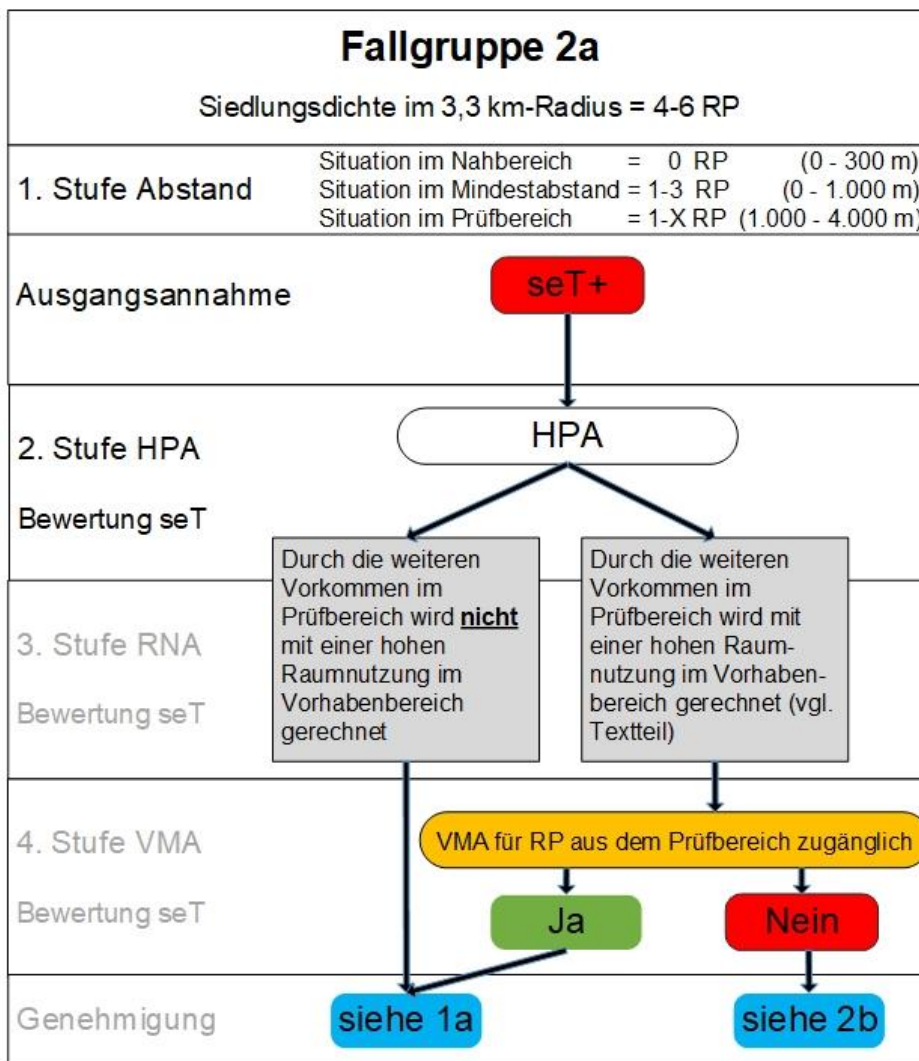 Fallgruppe 2a
Siedlungsdichte im 3,3 km-Radius = 4-6 RP
1. Stufe Abstand
Situation im Nahbereich = 0 RP (0 - 300 m)
Situation im Mindestabstand = 1-3 RP (0 - 1.000 m)
Situation im Prüfbereich = 1-X RP (1.000 - 4.000 m)
Ausgangsannahme
seT+
2. Stufe HPA
Bewertung seT
HPA
Durch die weiteren
Vorkommen im
Prüfbereich wird nicht
mit einer hohen
Raumnutzung im
Vorhabenbereich
gerechnet
Durch die weiteren
Vorkommen im
Prüfbereich wird mit
einer hohen Raum-
nutzung im Vorhaben-
bereich gerechnet (vgl.
Textteil)
3. Stufe RNA
Bewertung seT
4. Stufe VMA
Bewertung seT
VMA für RP aus dem Prüfbereich zugänglich
Ja
Nein
Genehmigung
siehe 1a
siehe 2b